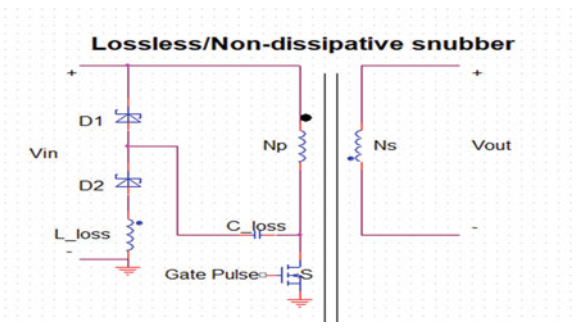 Lossless/Non-dissipative snubber
+
+
D1
Vin
Np
Ns
Vout
D2
L_loss
C_loss
-
-
Gate Pulse
S